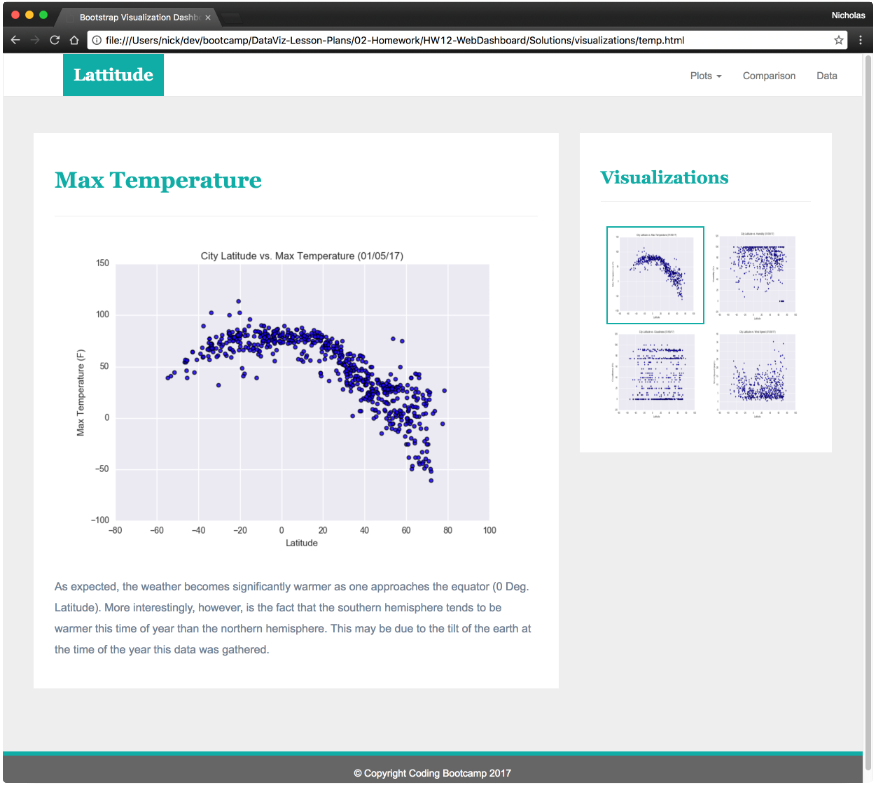 Bootstrap Visualization Dashb
Nicholas
file:///Users/nick/dev/bootcamp/DataViz-Lesson-Plans/02-Homework/HW12-WebDashboard/Solutions/visualizations/temp.html
Lattitude
Plots
Comparison
Data
Max Temperature
City Latitude vs. Max Temperature (01/05/17)
150
100
50
0
−50
−100
Max Temperature (F)
−80 −60 −40 −20 0 20 40 60 80 100
Latitude
As expected, the weather becomes significantly warmer as one approaches the equator (0 Deg.
Latitude). More interestingly, however, is the fact that the southern hemisphere tends to be
warmer this time of year than the northern hemisphere. This may be due to the tilt of the earth at
the time of the year this data was gathered.
Visualizations
© Copyright Coding Bootcamp 2017